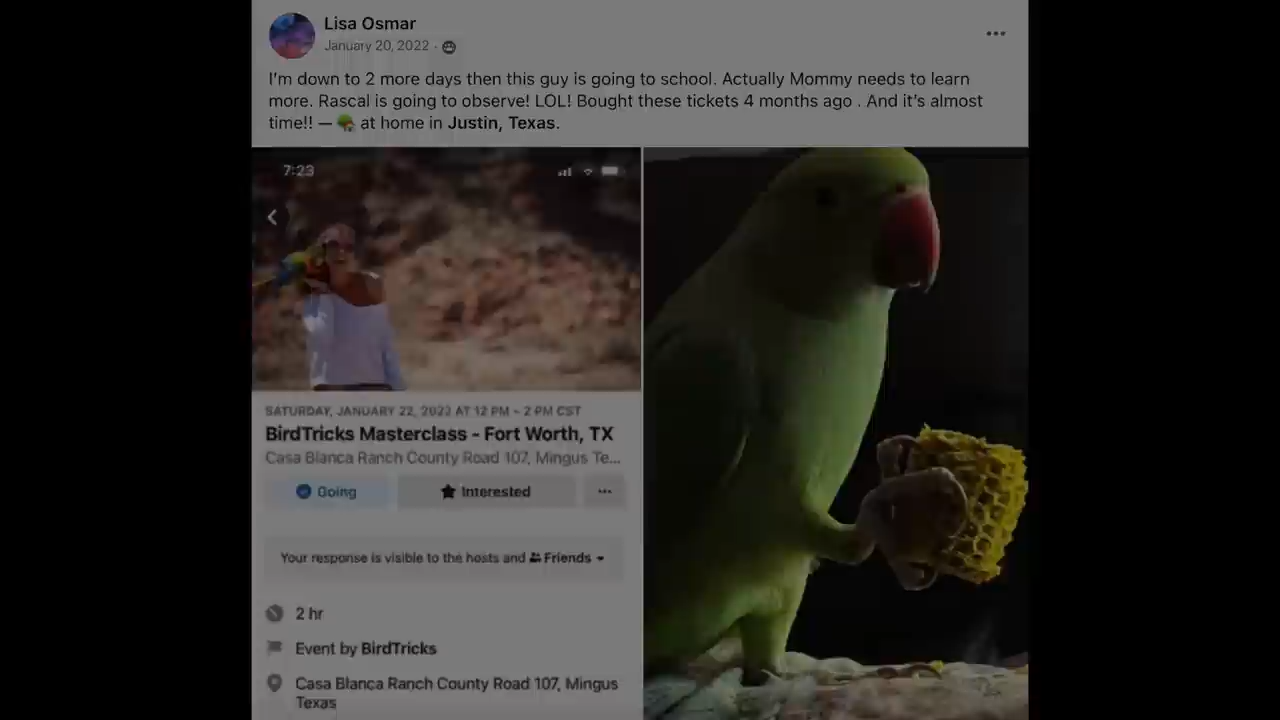 Lisa Osmar
January 20, 2022 ·
I'm down to 2 more days then this guy is going to school. Actually Mommy needs to learn
more. Rascal is going to observe! LOL! Bought these tickets 4 months ago . And it's almost
time!! — at home in Justin, Texas.
7:23
SATURDAY, JANUARY 22, 2022 AT 12 PM – 2 PM CST
BirdTricks Masterclass - Fort Worth, TX
Casa Blanca Ranch County Road 107, Mingus Te...
Going
Interested
Your response is visible to the hosts and Friends
2 hr
Event by BirdTricks
Casa Blanca Ranch County Road 107, Mingus
Texas